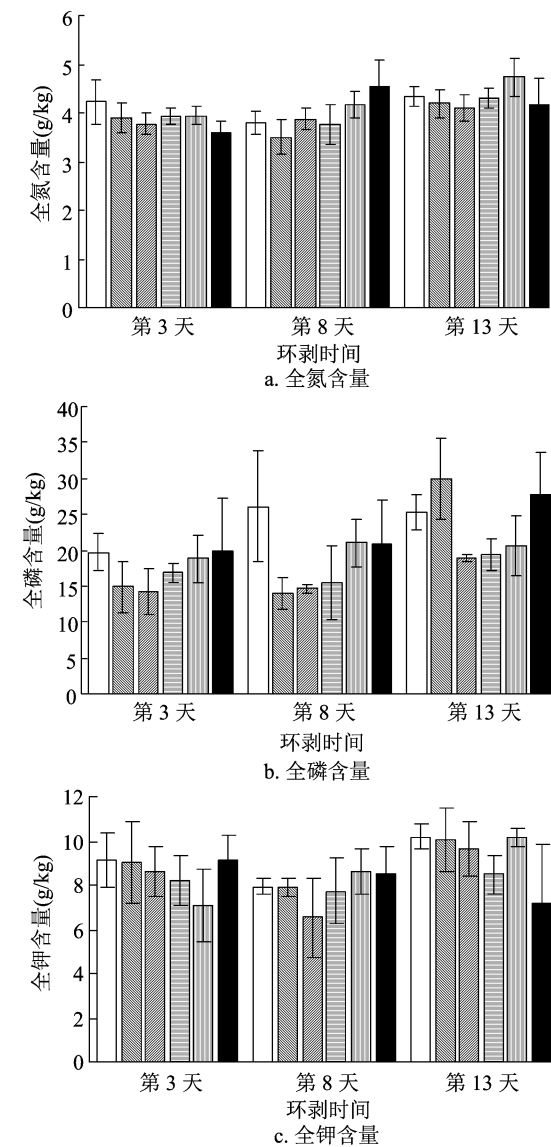 6
5
4
3
2
1
0
全氮含量(g/kg)
第 3 天 第 8 天 第 13 天
环剥时间
a. 全氮含量
40
35
30
25
20
15
10
5
0
全磷含量(g/kg)
第 3 天 第 8 天 第 13 天
环剥时间
b. 全磷含量
12
10
8
6
4
2
0
全钾含量(g/kg)
第 3 天 第 8 天 第 13 天
环剥时间
c. 全钾含量